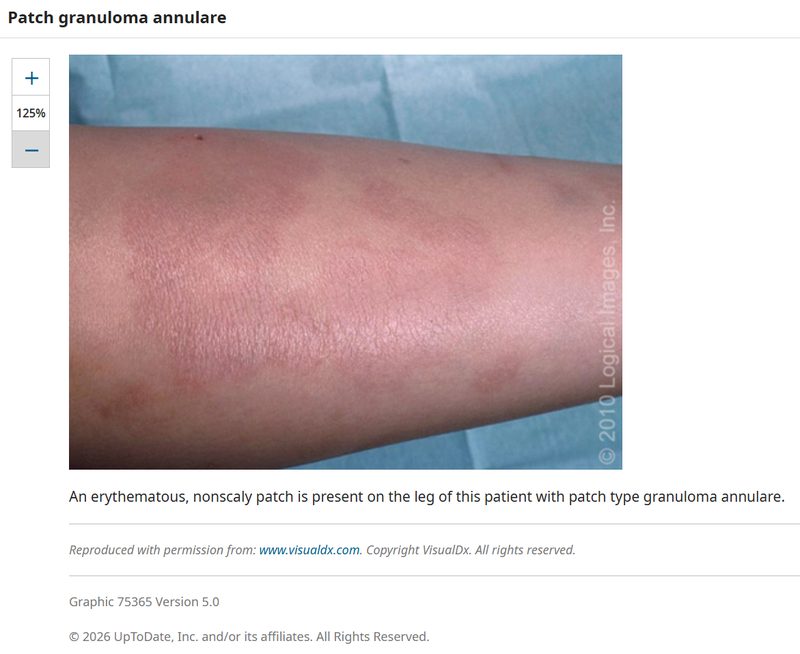 Patch granuloma annulare
+
125%
−
© 2010 Logical Images, Inc.
An erythematous, nonscaly patch is present on the leg of this patient with patch type granuloma annulare.
Reproduced with permission from: www.visualdx.com. Copyright VisualDx. All rights reserved.
Graphic 75365 Version 5.0
© 2026 UpToDate, Inc. and/or its affiliates. All Rights Reserved.